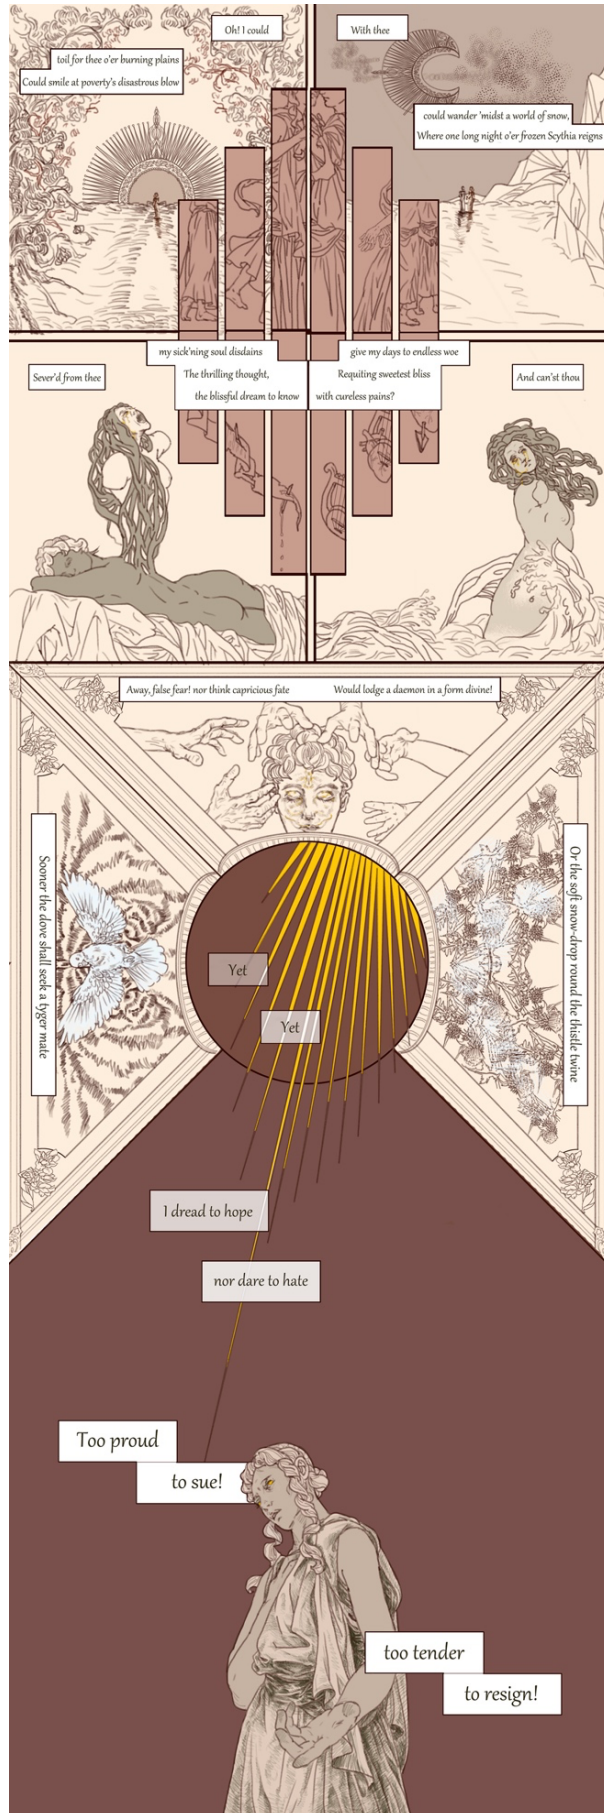 Oh! I could
toil for thee o'er burning plains
Could smile at poverty's disastrous blow
With thee
could wander 'midst a world of snow,
Where one long night o'er frozen Scythia reigns
Sever'd from thee
my sick'ning soul disdains
The thrilling thought,
the blissful dream to know
And can'st thou
give my days to endless woe
Requiting sweetest bliss
with cureless pains?
Away, false fear! nor think capricious fate
Would lodge a daemon in a form divine!
Sooner the dove shall seek a tyger mate
Or the soft snow-drop round the thistle twine
Yet
Yet
I dread to hope
nor dare to hate
Too proud
to sue!
too tender
to resign!